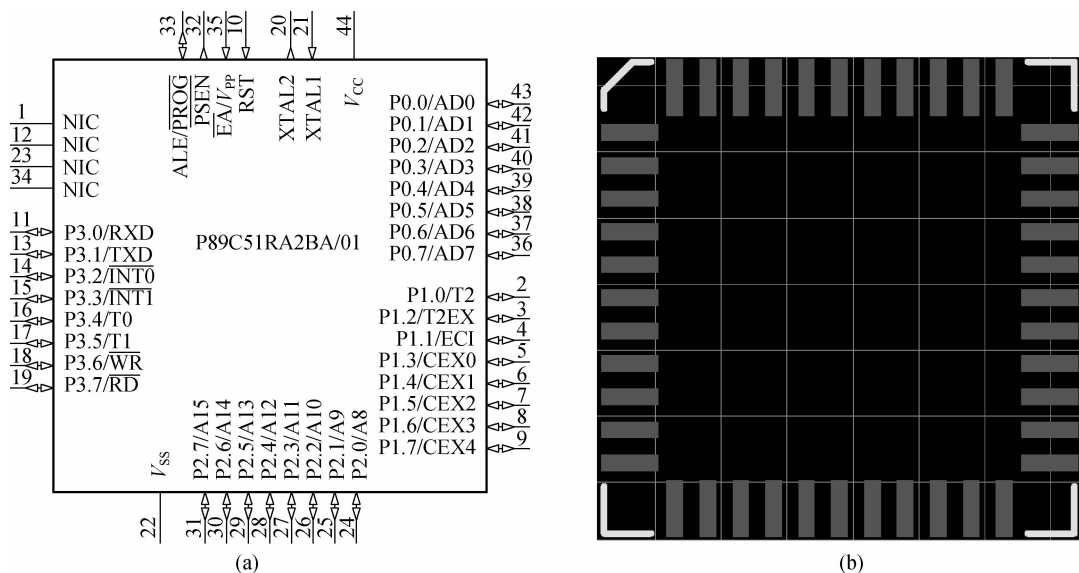 33 32 35 10 20 21 44
ALE/PROG PSEN EA/VPP RST XTAL2 XTAL1 VCC
1 NIC
12 NIC
23 NIC
34 NIC
11 P3.0/RXD
13 P3.1/TXD
14 P3.2/INT0
15 P3.3/INT1
16 P3.4/T0
17 P3.5/T1
18 P3.6/WR
19 P3.7/RD
P89C51RA2BA/01
P0.0/AD0 43
P0.1/AD1 42
P0.2/AD2 41
P0.3/AD3 40
P0.4/AD4 39
P0.5/AD5 38
P0.6/AD6 37
P0.7/AD7 36
P1.0/T2 2
P1.2/T2EX 3
P1.1/ECI 4
P1.3/CEX0 5
P1.4/CEX1 6
P1.5/CEX2 7
P1.6/CEX3 8
P1.7/CEX4 9
VSS P2.7/A15 P2.6/A14 P2.5/A13 P2.4/A12 P2.3/A11 P2.2/A10 P2.1/A9 P2.0/A8
22 31 30 29 28 27 26 25 24
(a)
(b)